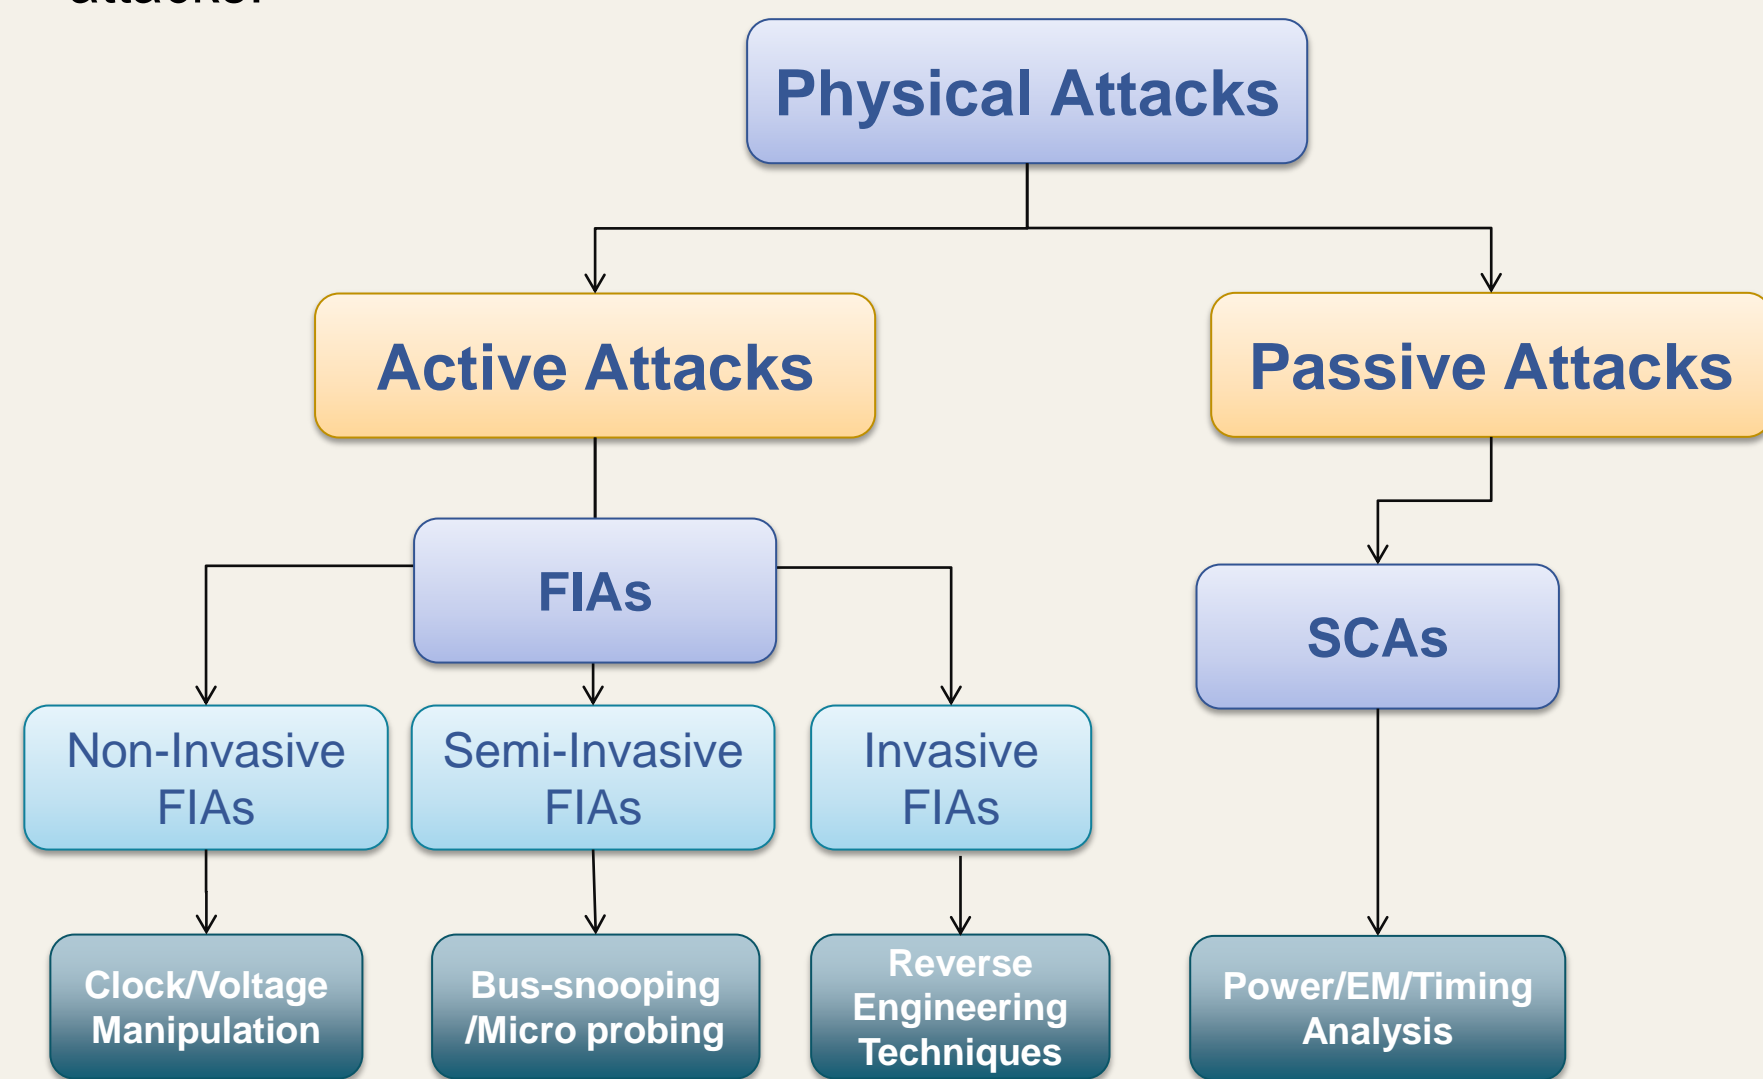 attacks.
Physical Attacks
Active Attacks
Passive Attacks
FIAs
SCAs
Non-Invasive
FIAs
Semi-Invasive
FIAs
Invasive
FIAs
Clock/Voltage
Manipulation
Bus-snooping
/Micro probing
Reverse
Engineering
Techniques
Power/EM/Timing
Analysis